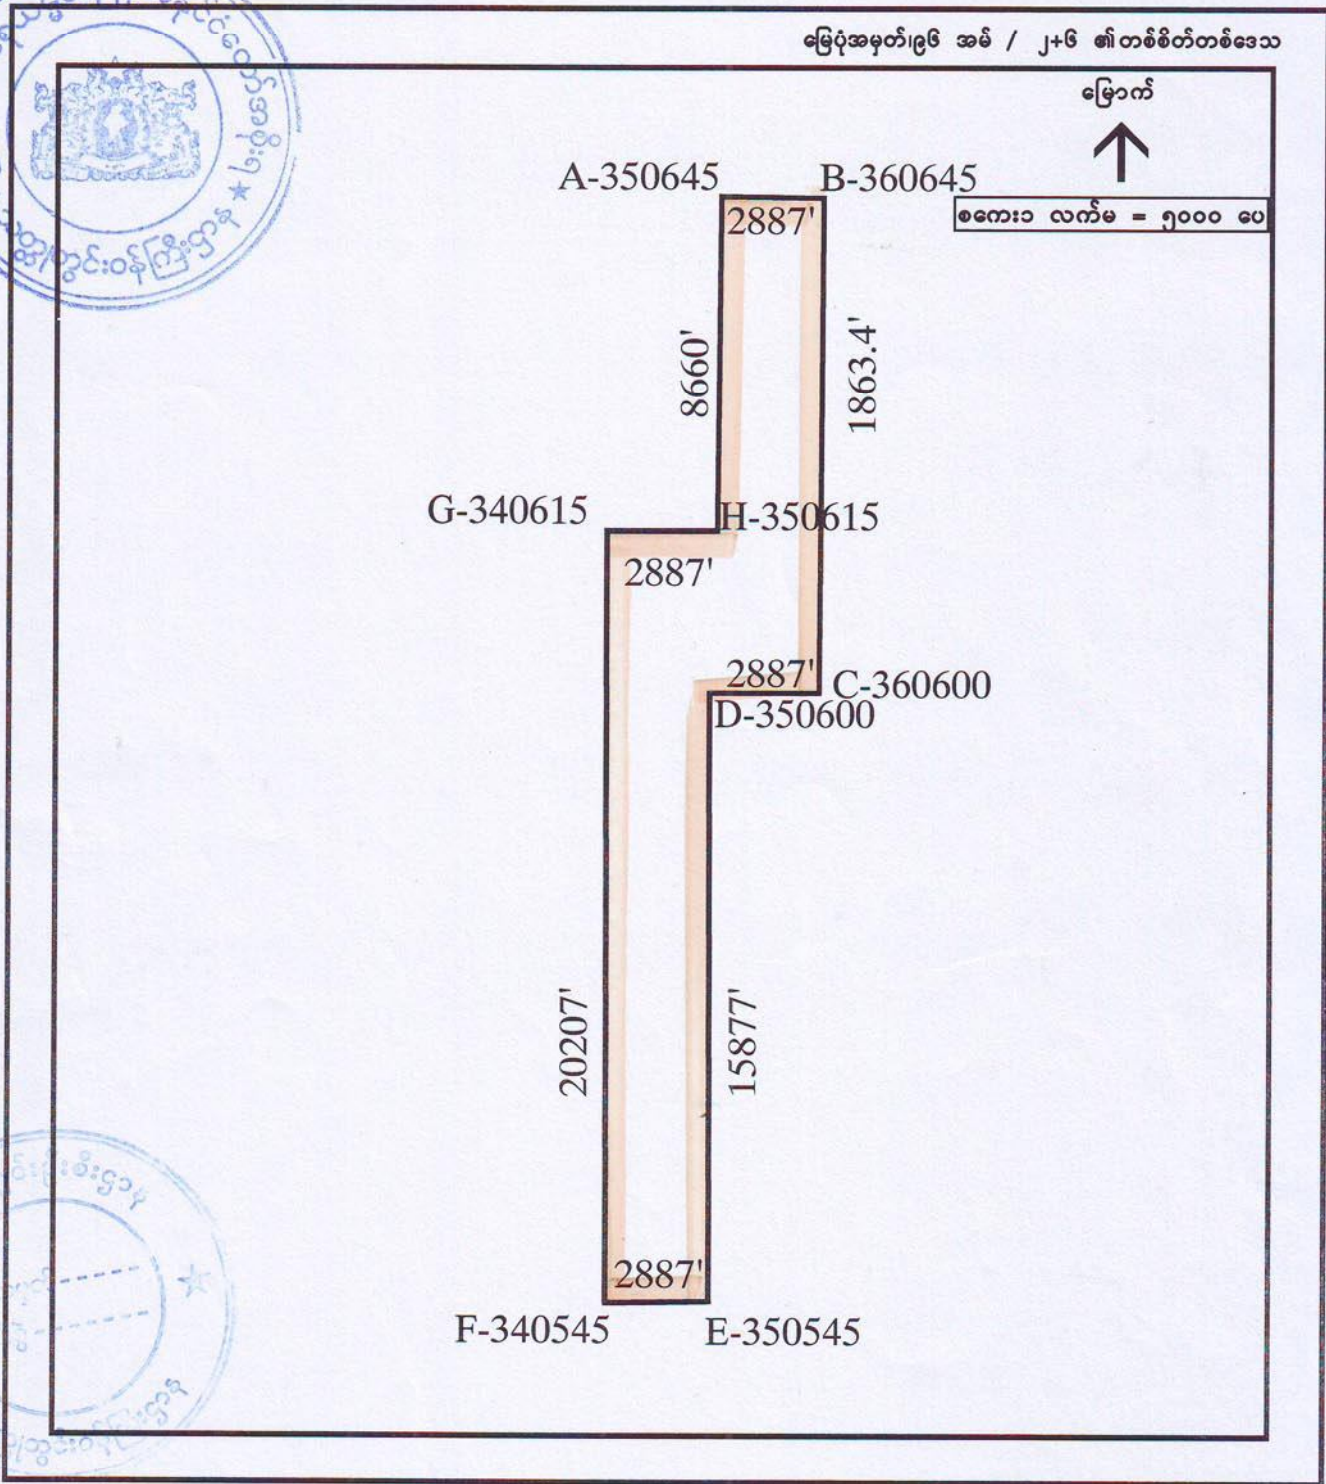 မြေပုံအမှတ်၊၉၆ အမ် / ၂+၆ ၏တစ်စိတ်တစ်ဒေသ
မြောက်
A-350645
B-360645
စကေး၁ လက်မ = ၅၀၀၀ ပေ
2887'
8660'
1863.4'
G-340615
H-350615
2887'
2887'
C-360600
D-350600
20207'
15877'
2887'
F-340545
E-350545